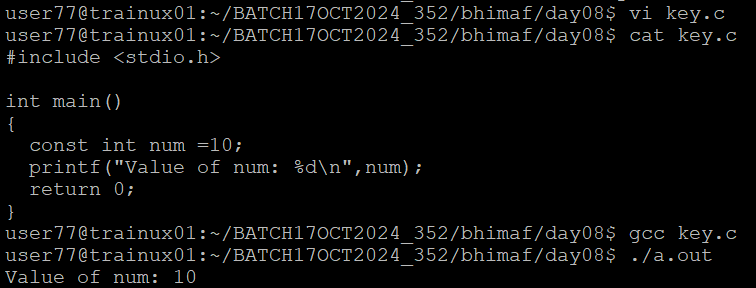 user77@trainux01:~/BATCH17OCT2024_352/bhimaf/day08$ vi key.c
user77@trainux01:~/BATCH17OCT2024_352/bhimaf/day08$ cat key.c
#include <stdio.h>

int main()
{
  const int num =10;
  printf("Value of num: %d\n",num);
  return 0;
}
user77@trainux01:~/BATCH17OCT2024_352/bhimaf/day08$ gcc key.c
user77@trainux01:~/BATCH17OCT2024_352/bhimaf/day08$ ./a.out
Value of num: 10